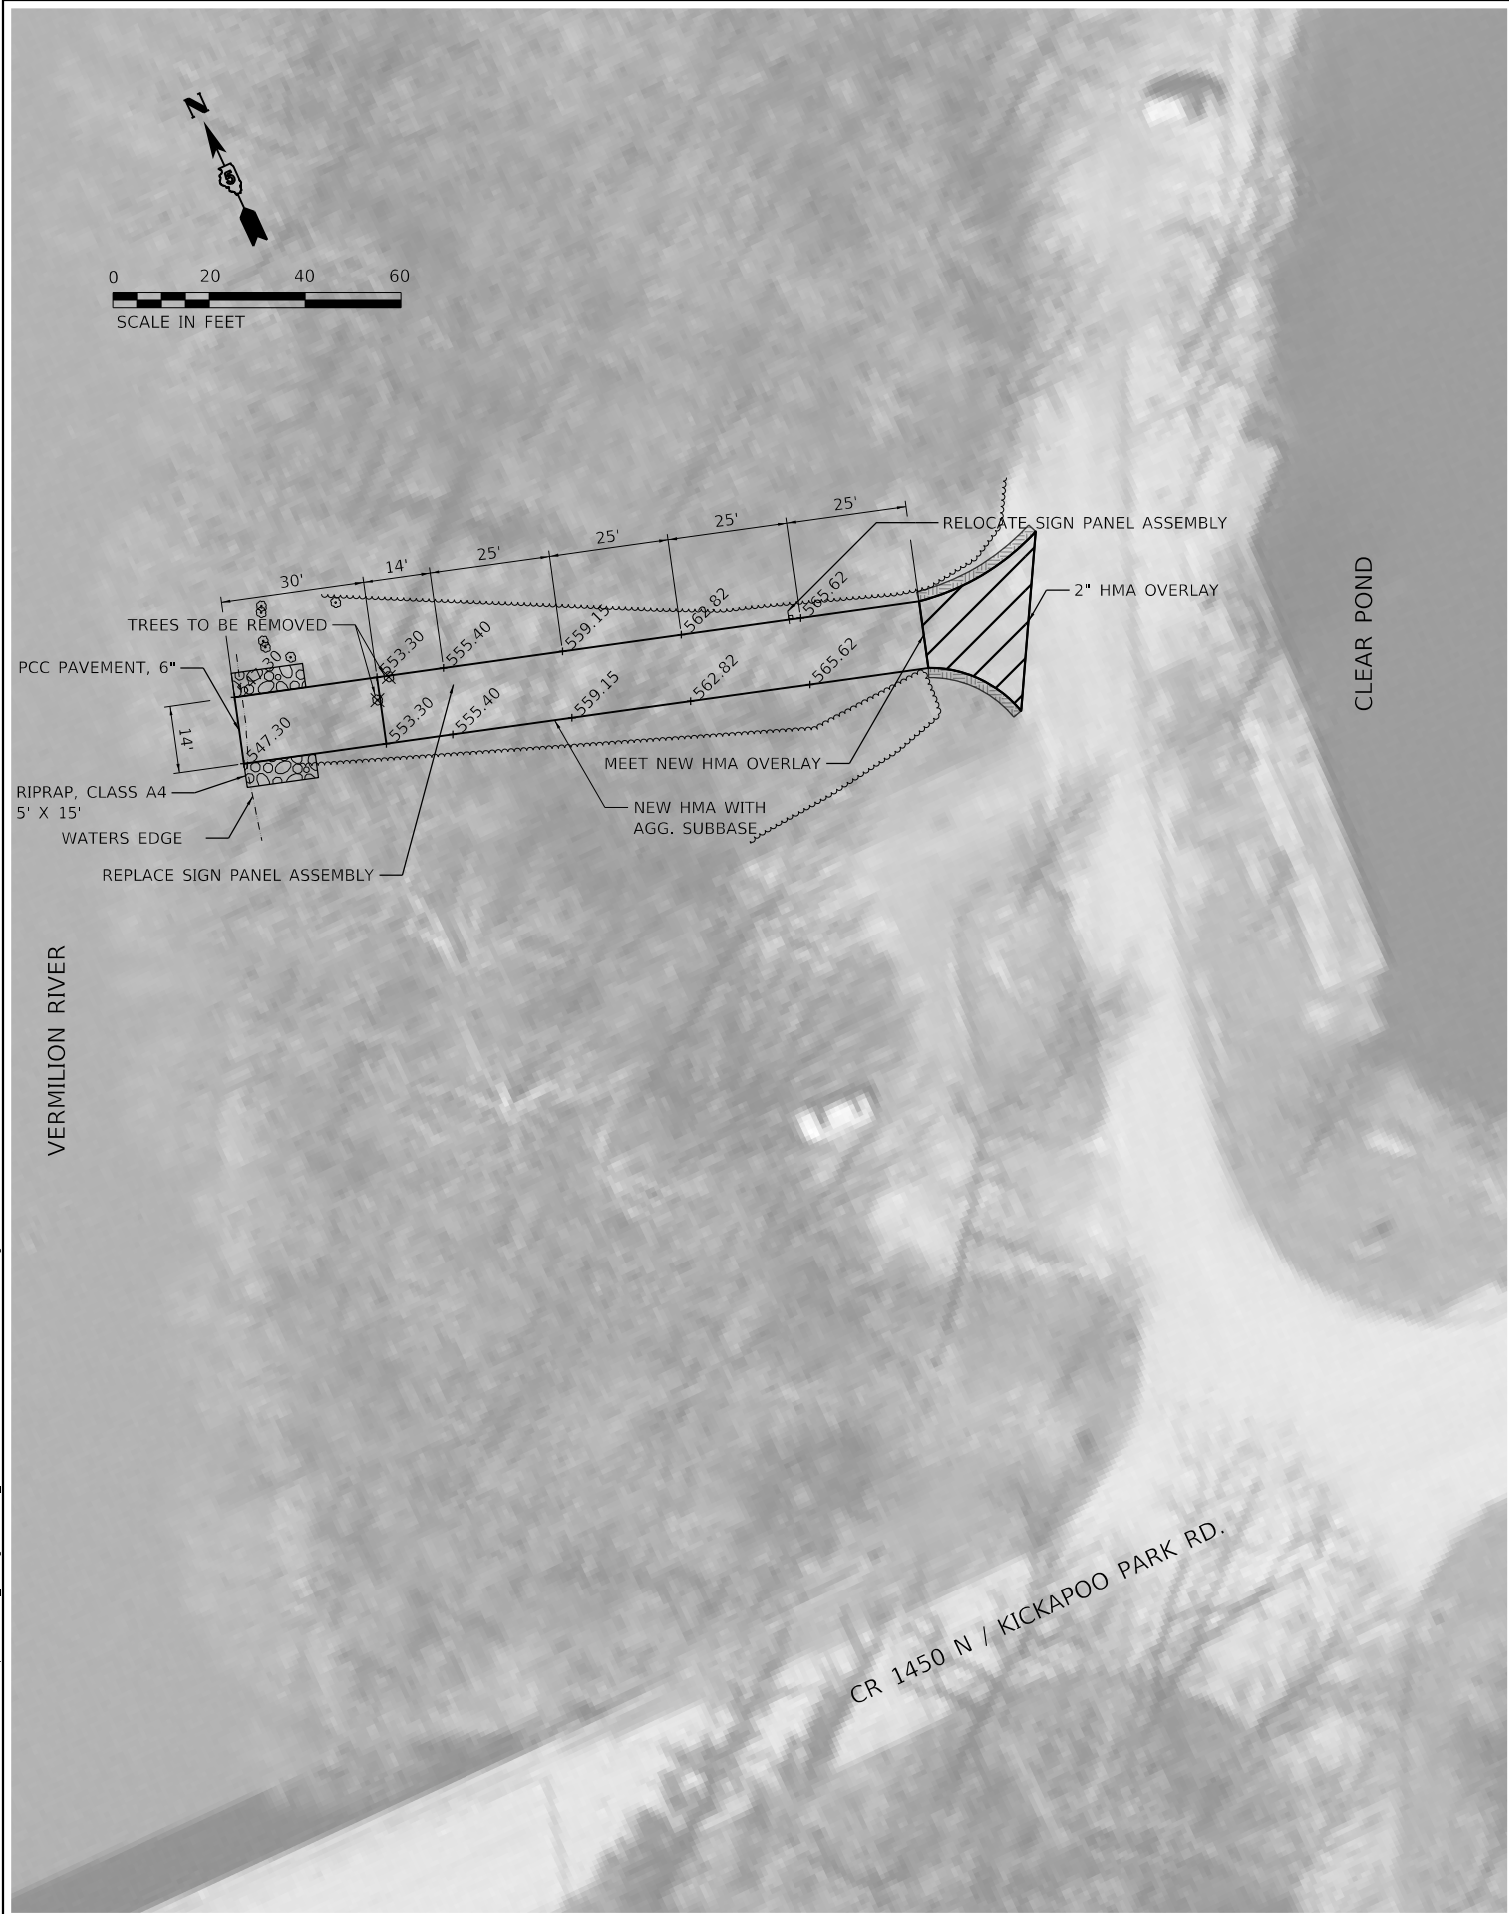 N
5
0 20 40 60
SCALE IN FEET
25'
25'
25'
25'
14'
30'
RELOCATE SIGN PANEL ASSEMBLY
2" HMA OVERLAY
CLEAR POND
TREES TO BE REMOVED
553.30
555.40
559.15
562.82
565.62
PCC PAVEMENT, 6"
547.30
547.30
553.30
555.40
559.15
562.82
565.62
14'
MEET NEW HMA OVERLAY
RIPRAP, CLASS A4
5' X 15'
NEW HMA WITH
AGG. SUBBASE
WATERS EDGE
REPLACE SIGN PANEL ASSEMBLY
VERMILION RIVER
CR 1450 N / KICKAPOO PARK RD.